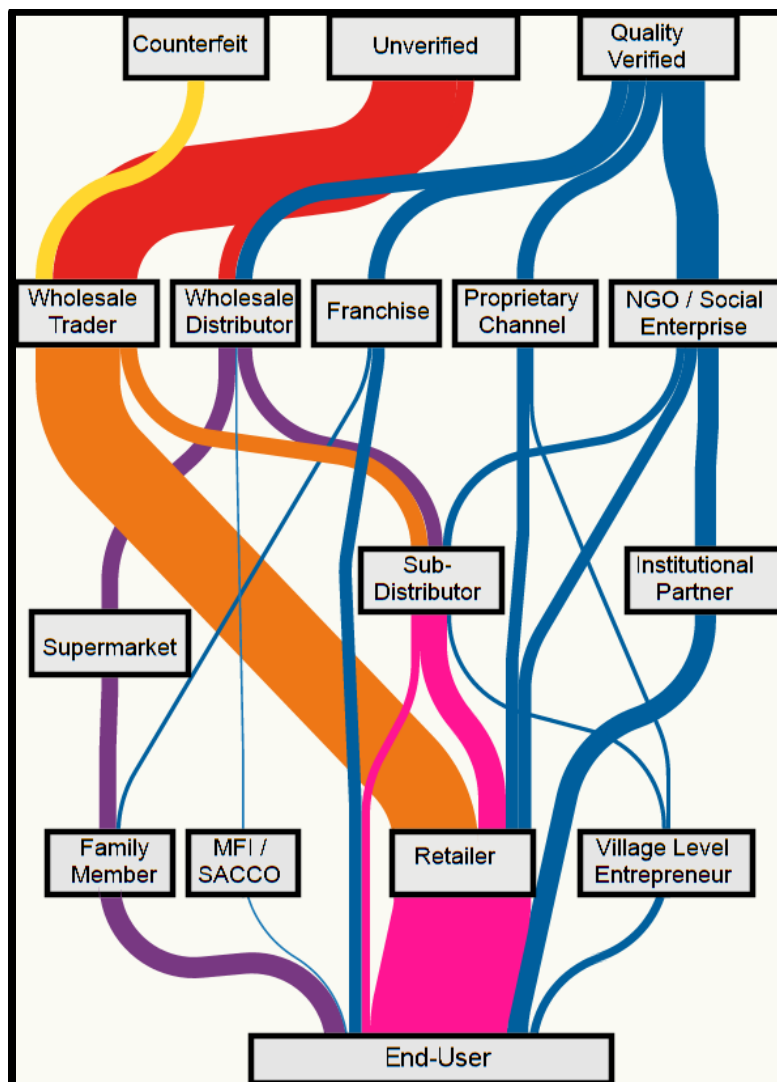 Counterfeit
Unverified
Quality
Verified
Wholesale
Trader
Wholesale
Distributor
Franchise
Proprietary
Channel
NGO / Social
Enterprise
Sub-
Distributor
Institutional
Partner
Supermarket
Family
Member
MFI /
SACCO
Retailer
Village Level
Entrepreneur
End-User